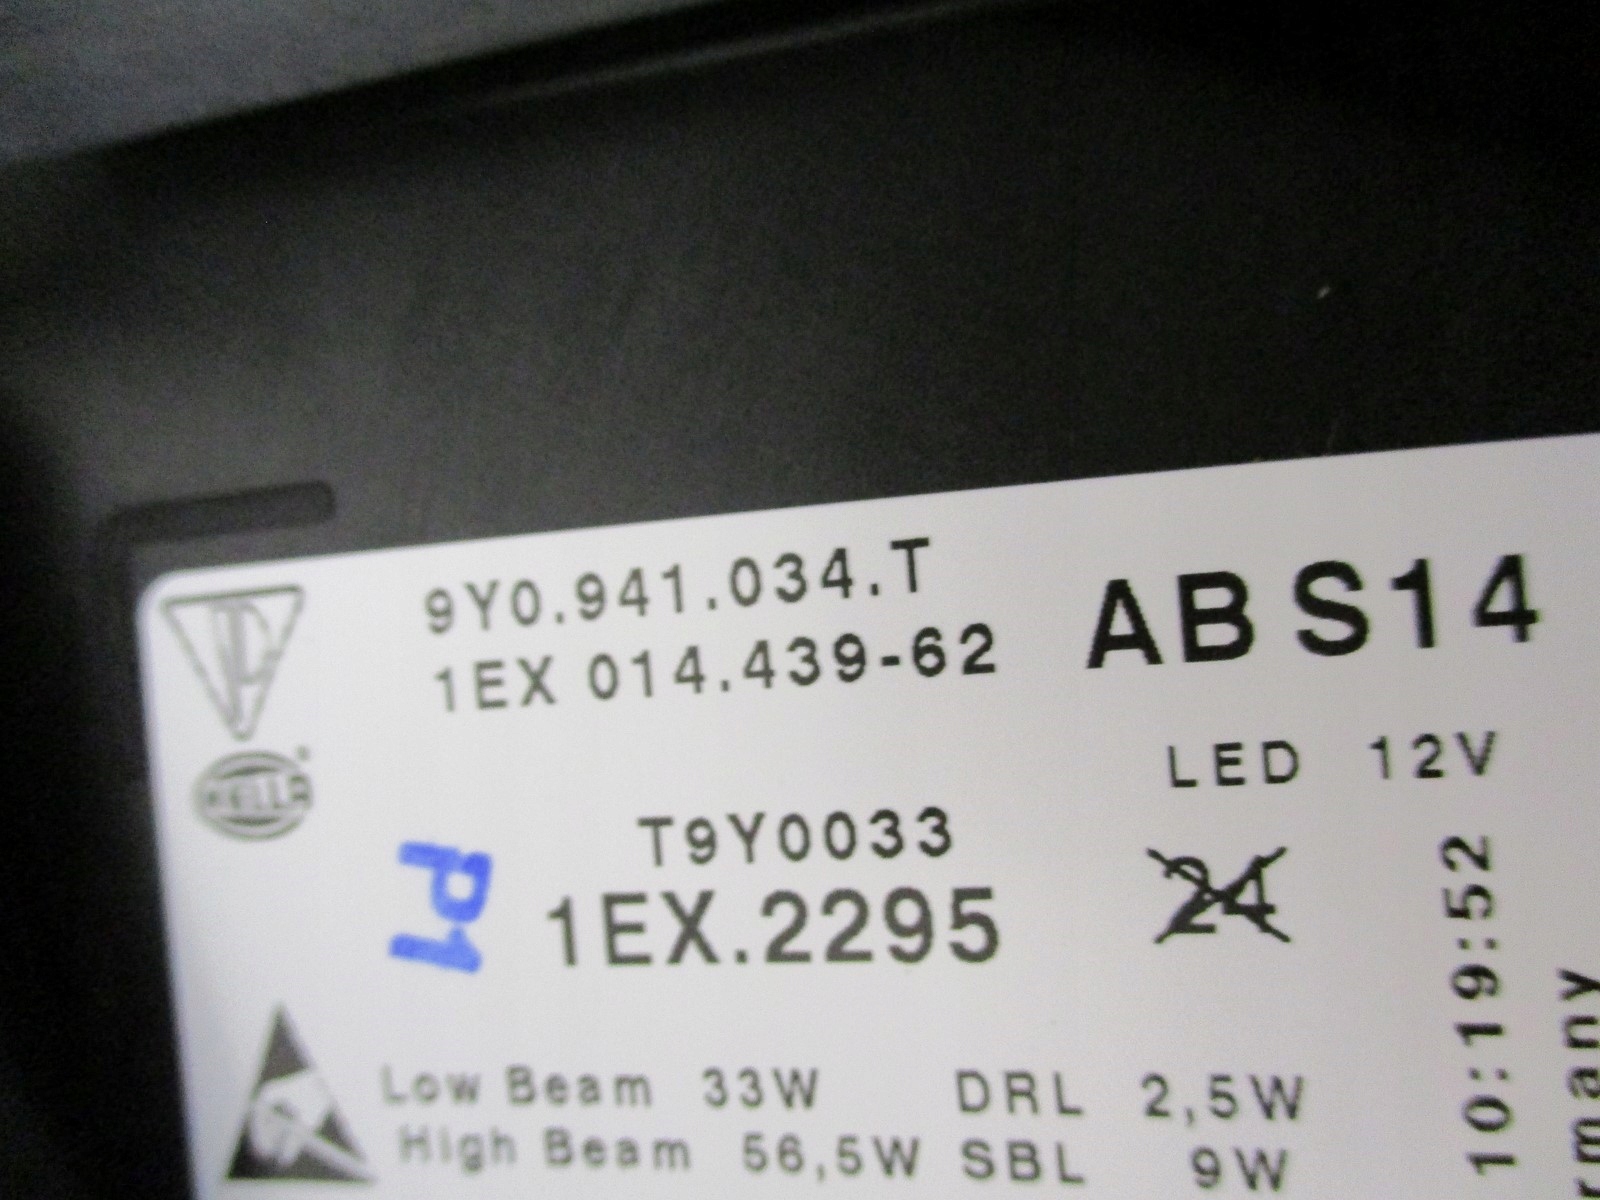 9Y0.941.034.T
1EX 014.439-62
ABS14
HELLA
LED 12V
T9Y0033
1EX.2295
P1
24
10:19:52
Low Beam 33W DRL 2,5W
High Beam 56,5W SBL 9W
rmany